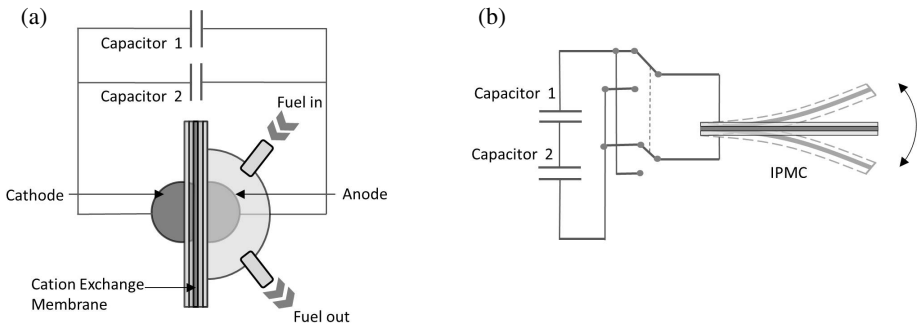 (a)
Capacitor 1
Capacitor 2
Fuel in
Cathode
Anode
Cation Exchange
Membrane
Fuel out
(b)
Capacitor 1
Capacitor 2
IPMC